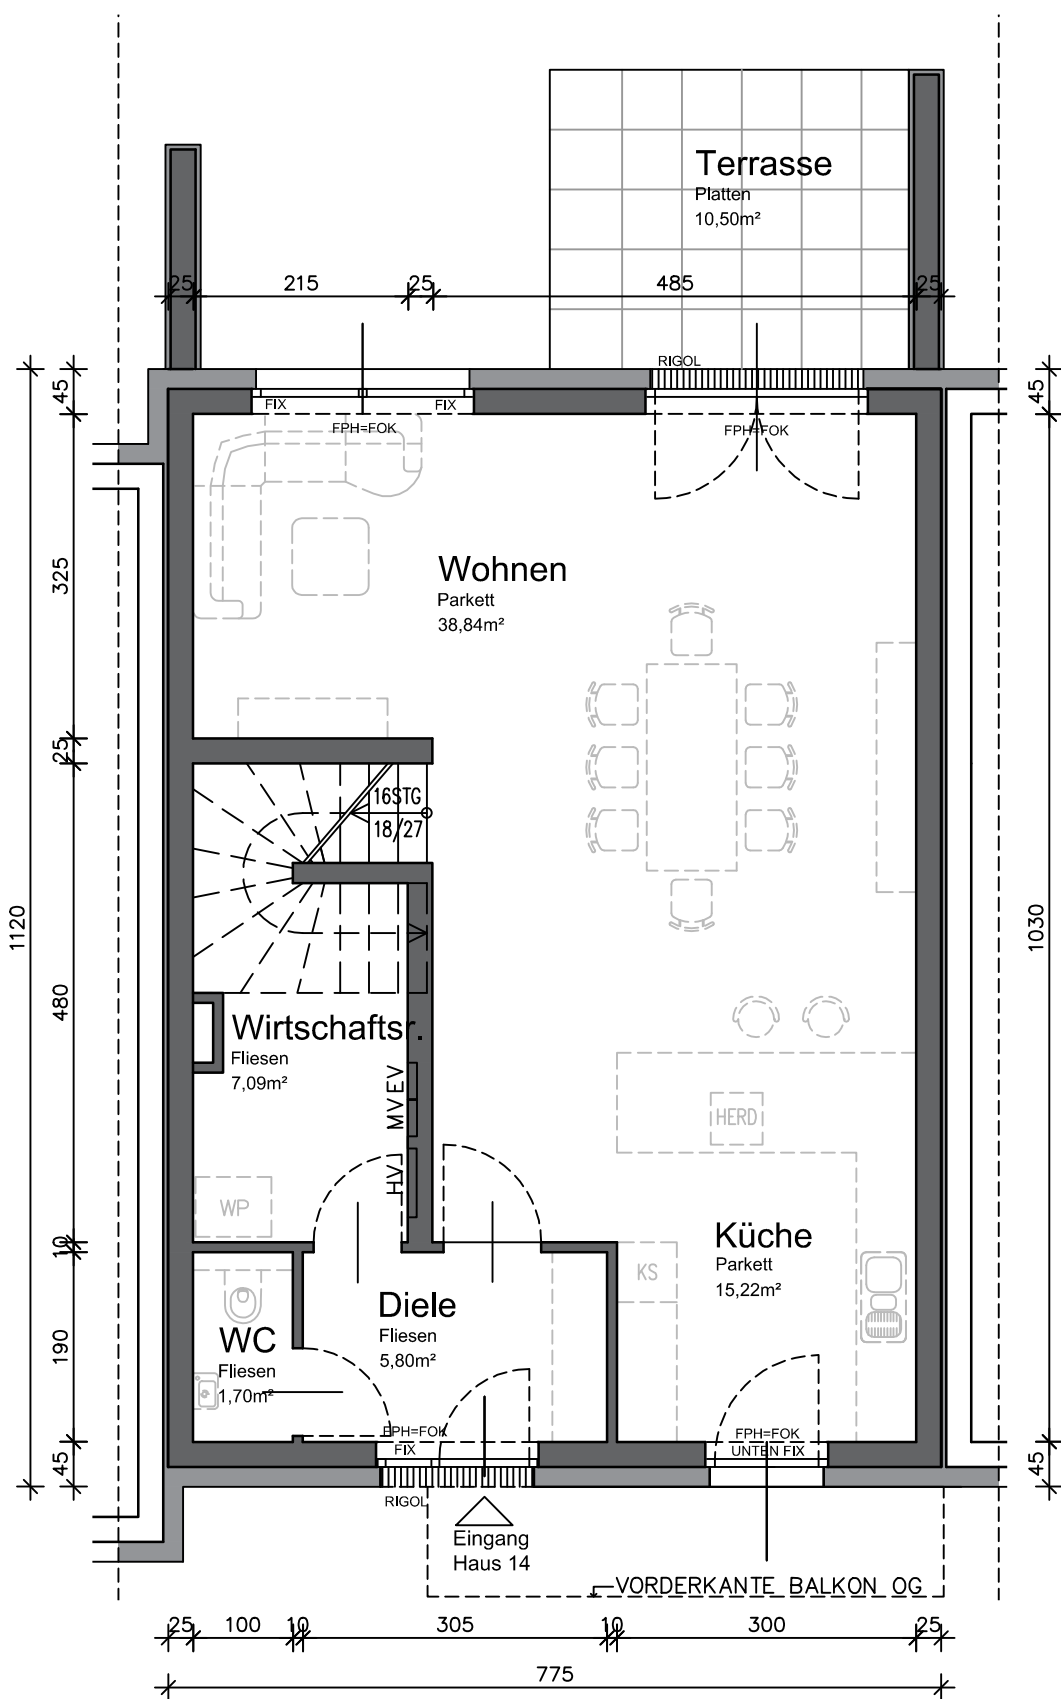 Terrasse
Platten
10,50m²
25
215
25
485
25
RIGOL
45
45
FIX
FIX
FPH=FOK
FPH=FOK
Wohnen
Parkett
38,84m²
325
25
16STG
18/27
1120
1030
480
Wirtschaftsr.
Fliesen
7,09m²
EV
MV
HV
HERD
WP
10
Küche
Parkett
15,22m²
KS
Diele
Fliesen
5,80m²
WC
Fliesen
1,70m²
190
FPH=FOK
FIX
FPH=FOK
UNTEN FIX
45
45
RIGOL
Eingang
Haus 14
VORDERKANTE BALKON OG
25
100
10
305
10
300
25
775